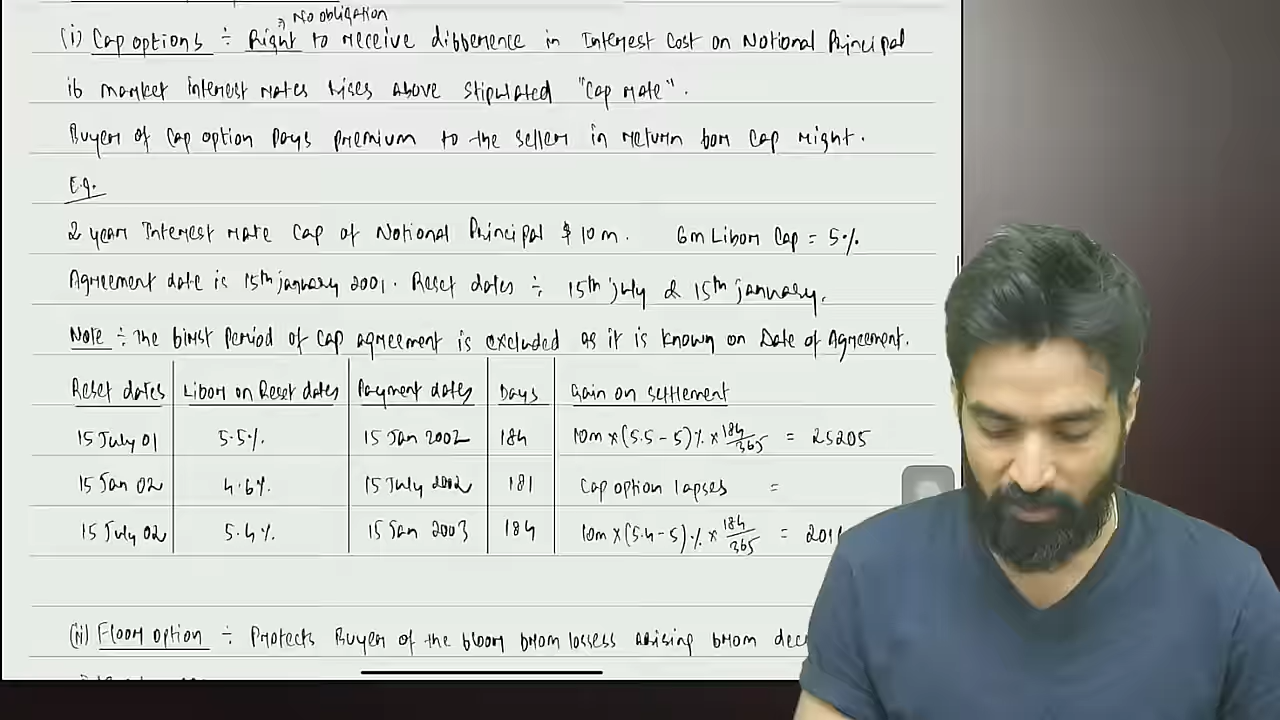 No obligation
(i) Cap options ÷ Right to receive difference in Interest Cost on Notional Principal
if market interest rates rises above stipulated "Cap rate".
Buyer of Cap option pays premium to the seller in return for Cap right.
E.g.
2 year Interest rate Cap of Notional Principal $ 10 m. 6m Libor Cap = 5%
Agreement date is 15th january 2001. Reset dates ÷ 15th july & 15th january.
Note ÷ the first period of Cap agreement is excluded as it is known on Date of Agreement.
Reset dates Libor on Reset dates Payment dates Days Gain on settlement
15 July 01 5.5% 15 Jan 2002 184 10m x (5.5 - 5)% x 184/365 = 25205
15 Jan 02 4.6% 15 July 2002 181 Cap option lapses =
15 July 02 5.4% 15 Jan 2003 184 10m x (5.4 - 5)% x 184/365 =
(ii) Floor option ÷ Protects Buyer of the floor from lossess arising from